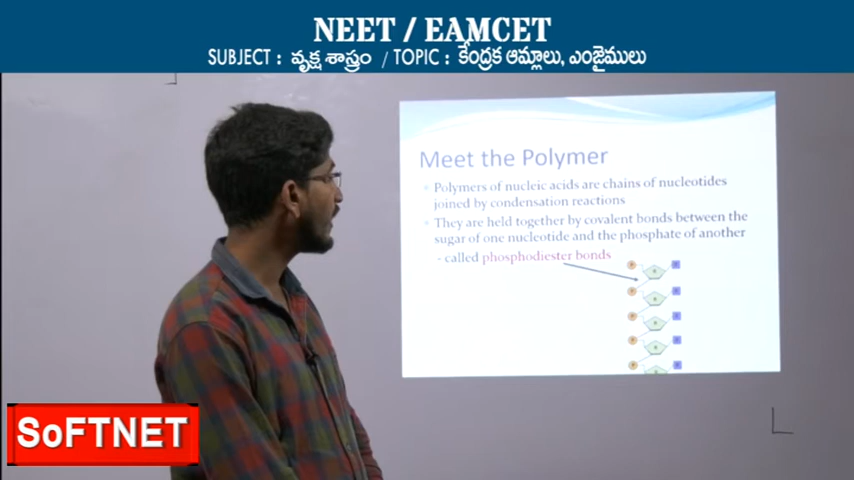 NEET / EAMCET
SUBJECT : వృక్ష శాస్త్రం / TOPIC : కేంద్రక ఆమ్లాలు, ఎంజైములు
Meet the Polymer
Polymers of nucleic acids are chains of nucleotides
joined by condensation reactions
They are held together by covalent bonds between the
sugar of one nucleotide and the phosphate of another
- called phosphodiester bonds
SoFTNET